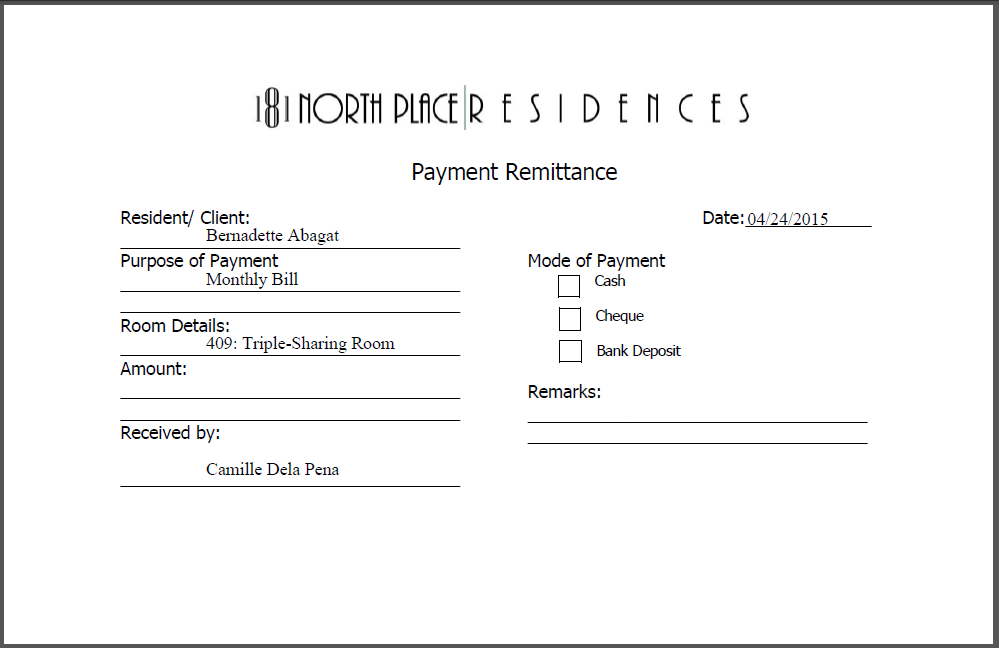 181 NORTH PLACE RESIDENCES
Payment Remittance
Resident/ Client:
Bernadette Abagat
Date: 04/24/2015
Purpose of Payment
Monthly Bill
Room Details:
409: Triple-Sharing Room
Amount:
Received by:
Camille Dela Pena
Mode of Payment
Cash
Cheque
Bank Deposit
Remarks: